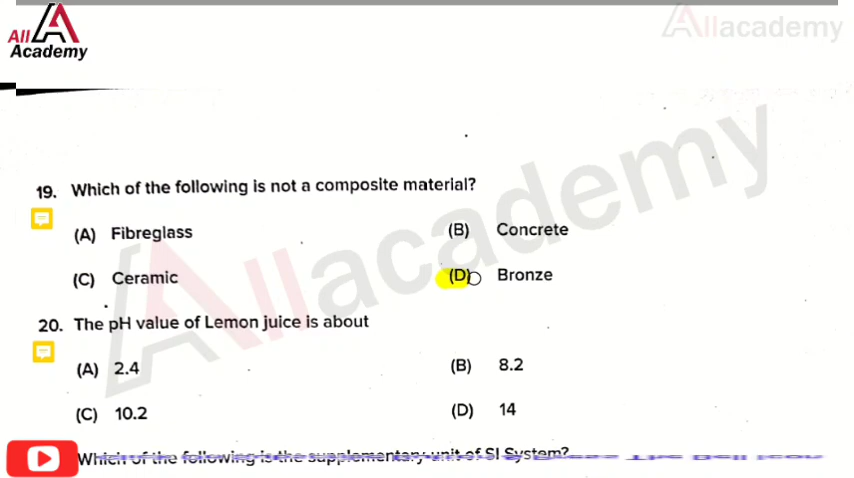 All
Academy
Allacademy
19. Which of the following is not a composite material?
(A) Fibreglass (B) Concrete
(C) Ceramic (D) Bronze
Allacademy
20. The pH value of Lemon juice is about
(A) 2.4 (B) 8.2
(C) 10.2 (D) 14
Which of the following is the supplementary unit of SI System?